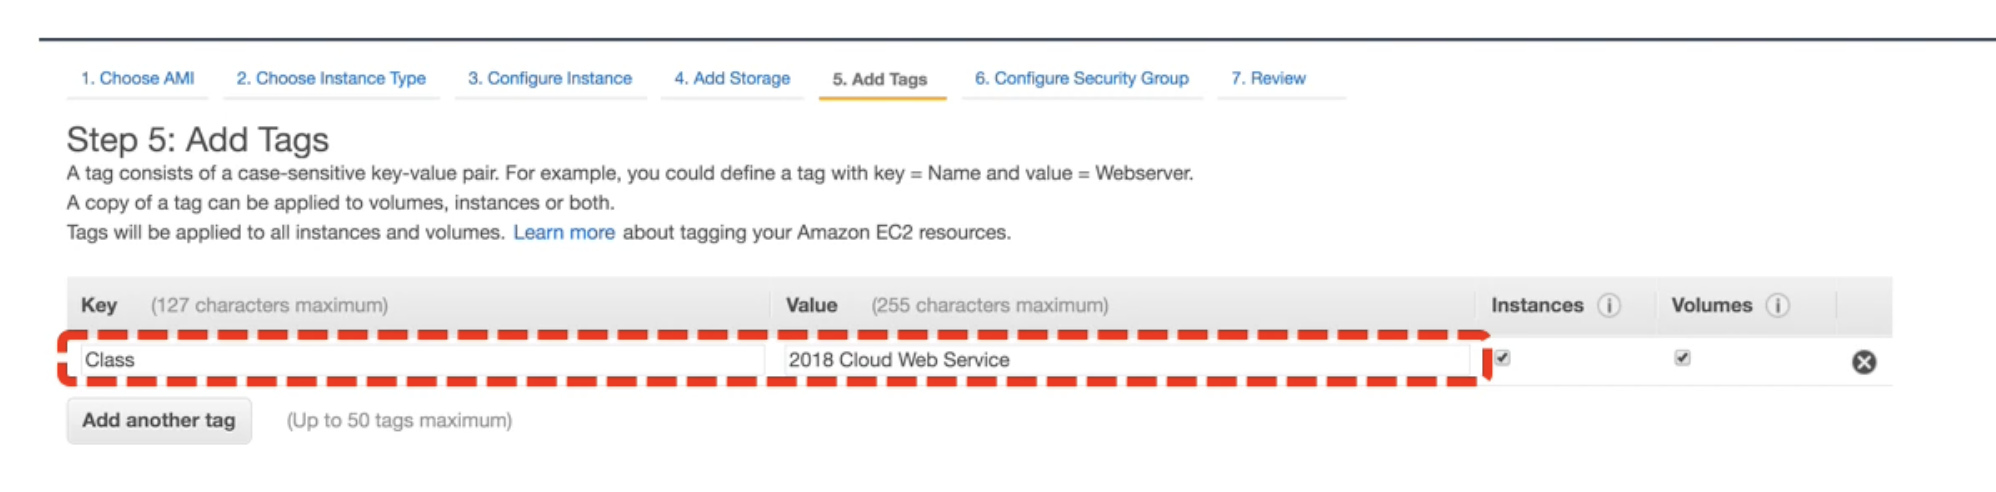 1. Choose AMI 2. Choose Instance Type 3. Configure Instance 4. Add Storage 5. Add Tags 6. Configure Security Group 7. Review
Step 5: Add Tags
A tag consists of a case-sensitive key-value pair. For example, you could define a tag with key = Name and value = Webserver.
A copy of a tag can be applied to volumes, instances or both.
Tags will be applied to all instances and volumes. Learn more about tagging your Amazon EC2 resources.
Key (127 characters maximum) Value (255 characters maximum) Instances i Volumes i
Class 2018 Cloud Web Service
Add another tag (Up to 50 tags maximum)